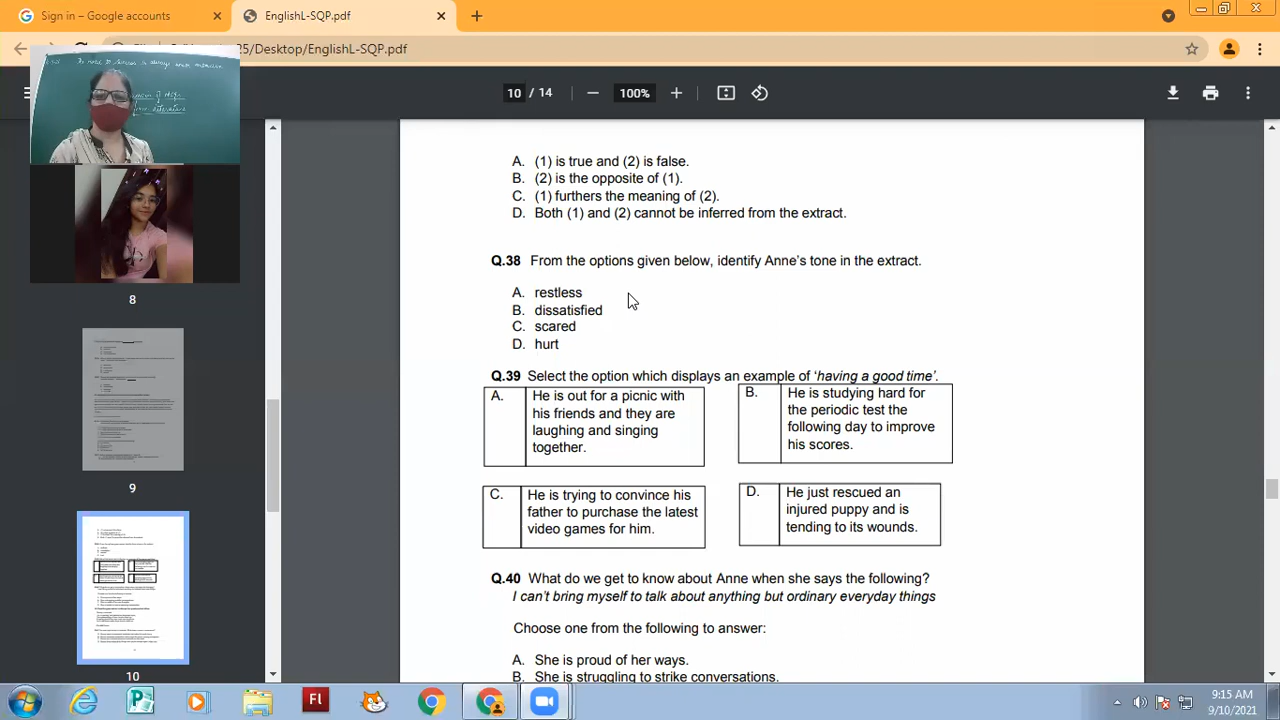 Sign in – Google accounts
EnglishL-SQP.pdf
25/Desktop/EnglishL-SQP.pdf
10 / 14
100%
A. (1) is true and (2) is false.
B. (2) is the opposite of (1).
C. (1) furthers the meaning of (2).
D. Both (1) and (2) cannot be inferred from the extract.
Q.38 From the options given below, identify Anne's tone in the extract.
A. restless
B. dissatisfied
C. scared
D. hurt
Q.39 Select the option which displays an example of 'having a good time'.
A. He is out for a picnic with
his friends and they are
laughing and singing
together.
B. He is studying hard for
the periodic test the
following day to improve
his scores.
C. He is trying to convince his
father to purchase the latest
video games for him.
D. He just rescued an
injured puppy and is
tending to its wounds.
Q.40 What do we get to know about Anne when she says the following?
I can't bring myself to talk about anything but ordinary everyday things
Choose one from the following to answer:
A. She is proud of her ways.
B. She is struggling to strike conversations.
8
9
10
9:15 AM
9/10/2021